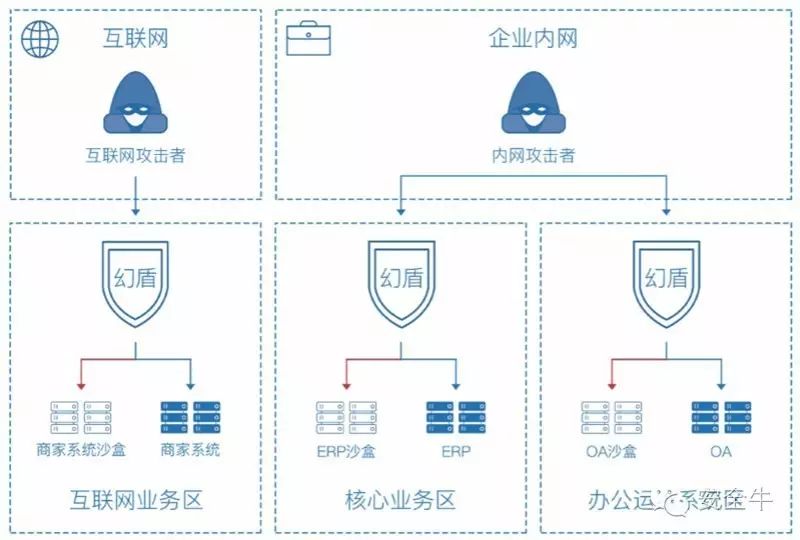 互联网
企业内网
互联网攻击者
内网攻击者
幻盾
幻盾
幻盾
商家系统沙盒
商家系统
ERP沙盒
ERP
OA沙盒
OA
互联网业务区
核心业务区
办公运 系统区
安全牛